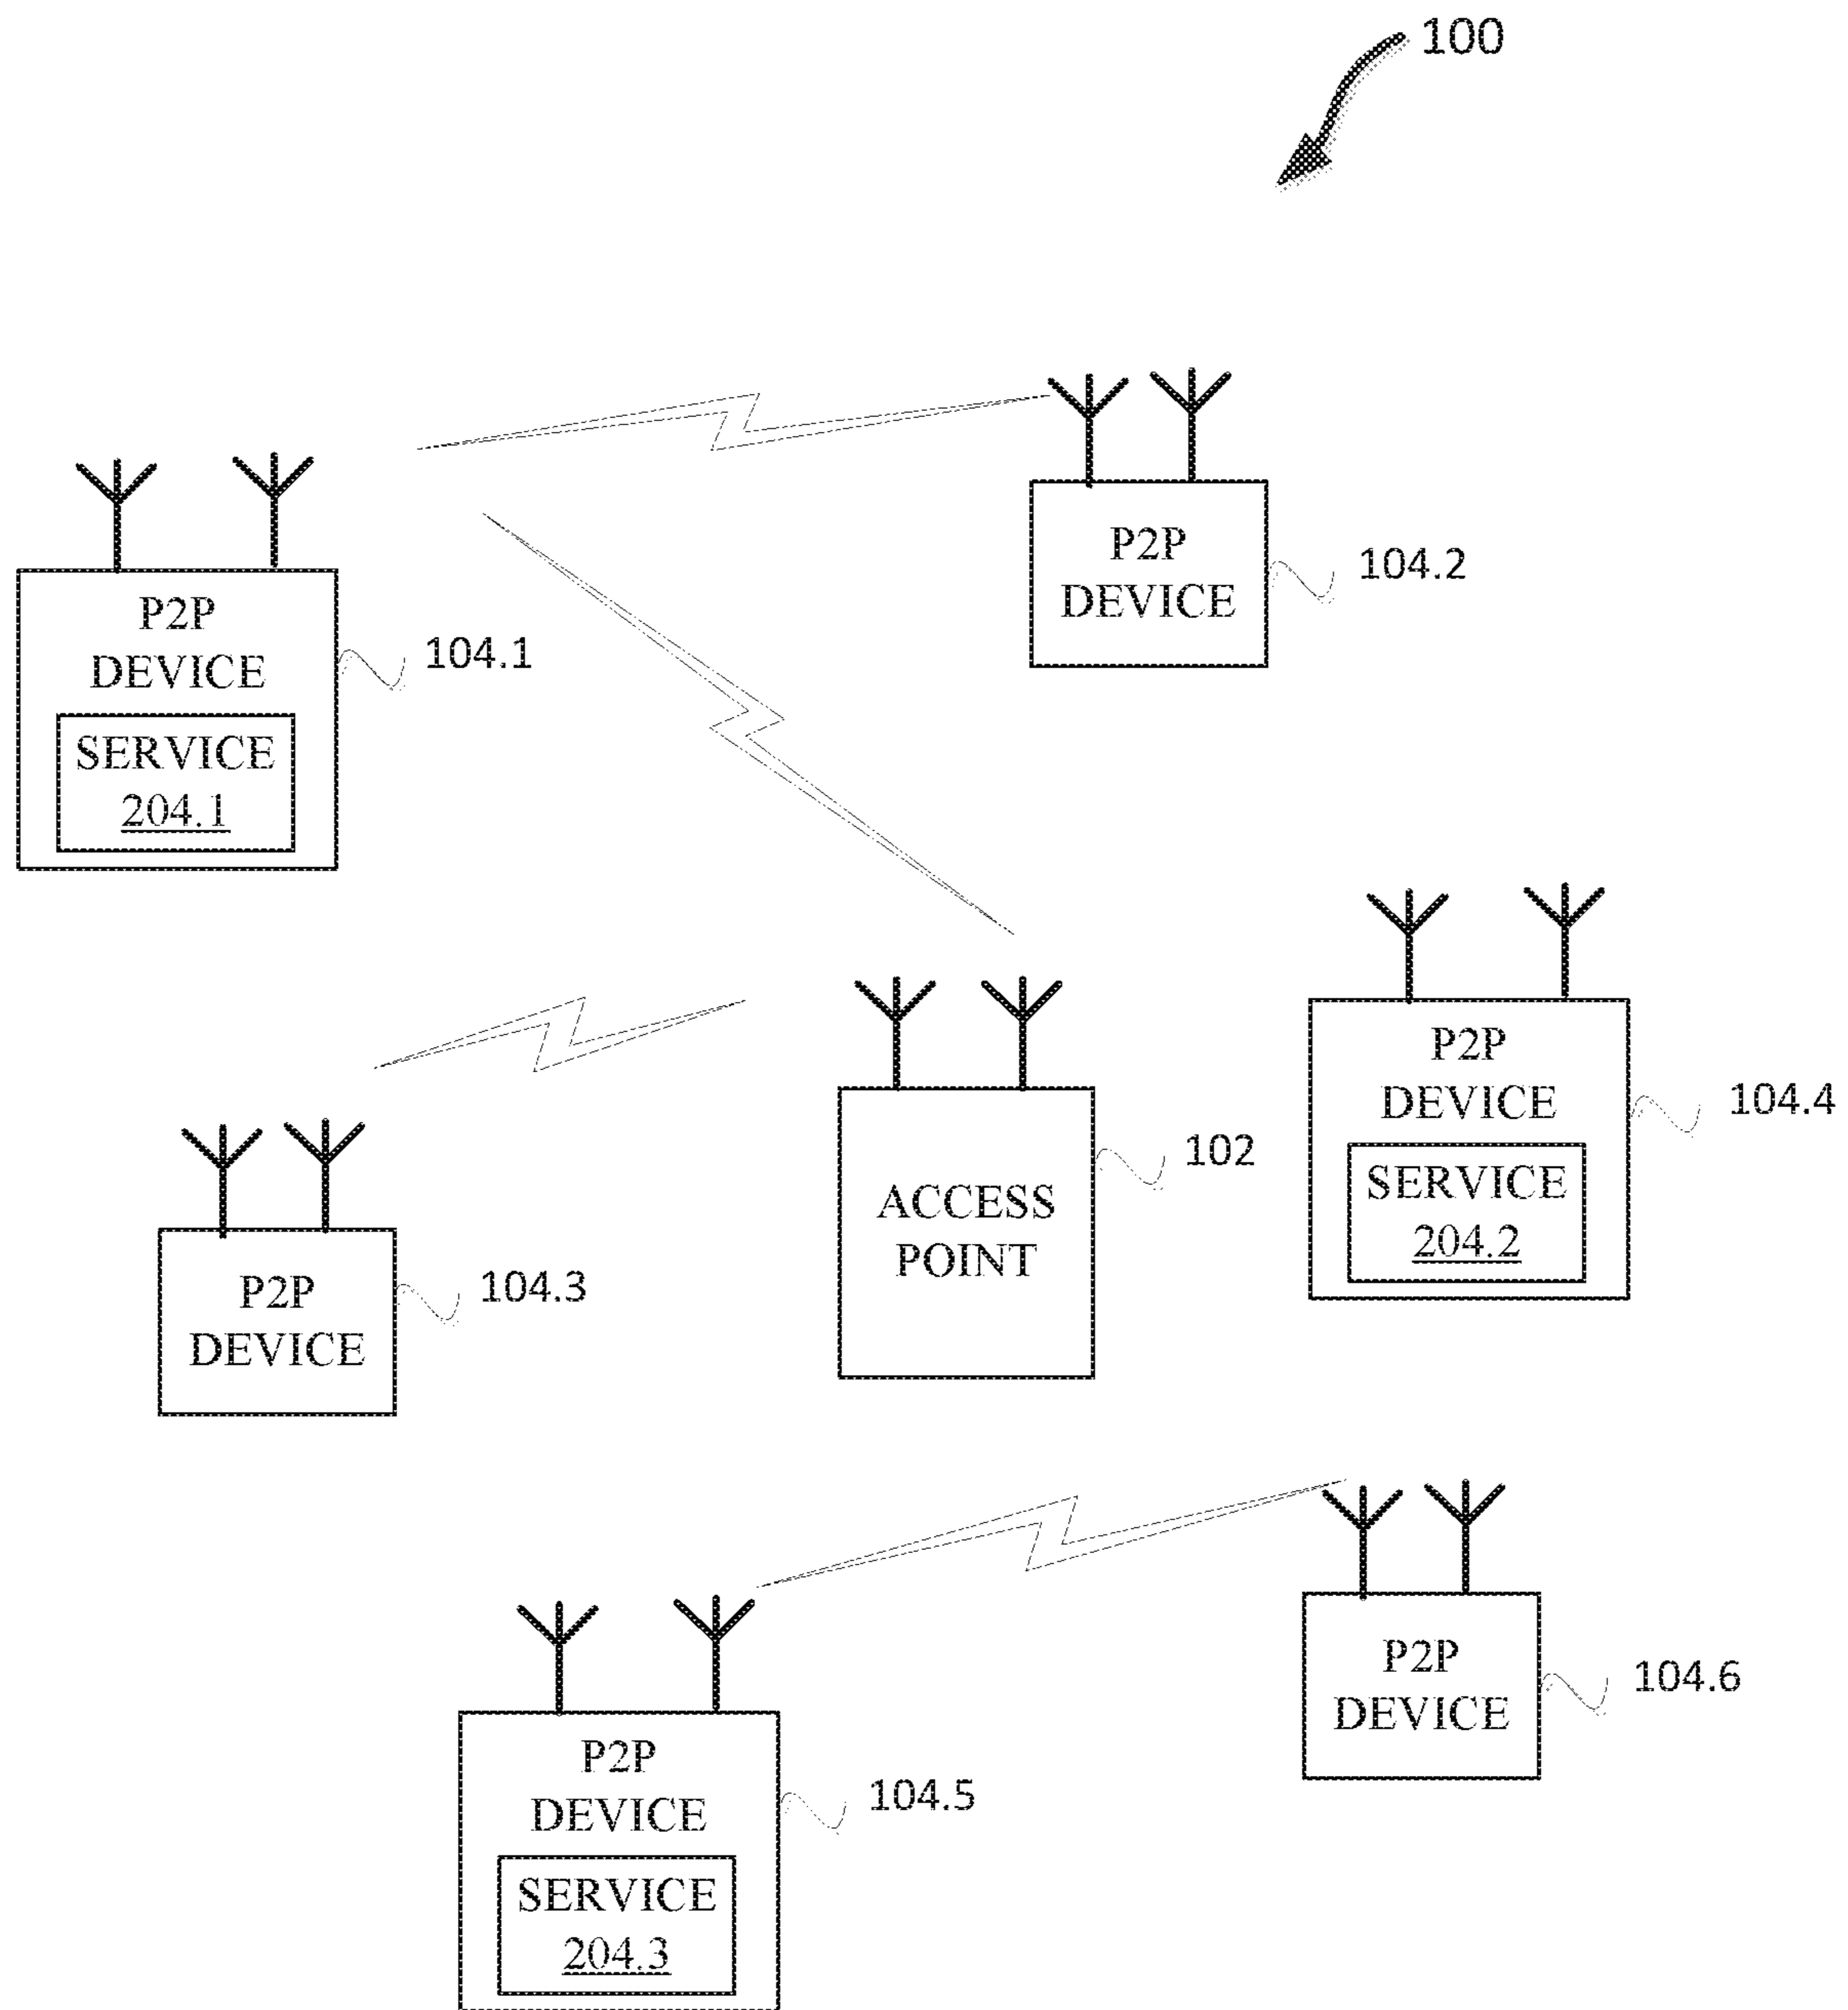 100
P2P
DEVICE
104.2
P2P
DEVICE
104.1
SERVICE
204.1
P2P
DEVICE
104.4
SERVICE
204.2
ACCESS
POINT
102
P2P
DEVICE
104.3
P2P
DEVICE
104.6
P2P
DEVICE
104.5
SERVICE
204.3